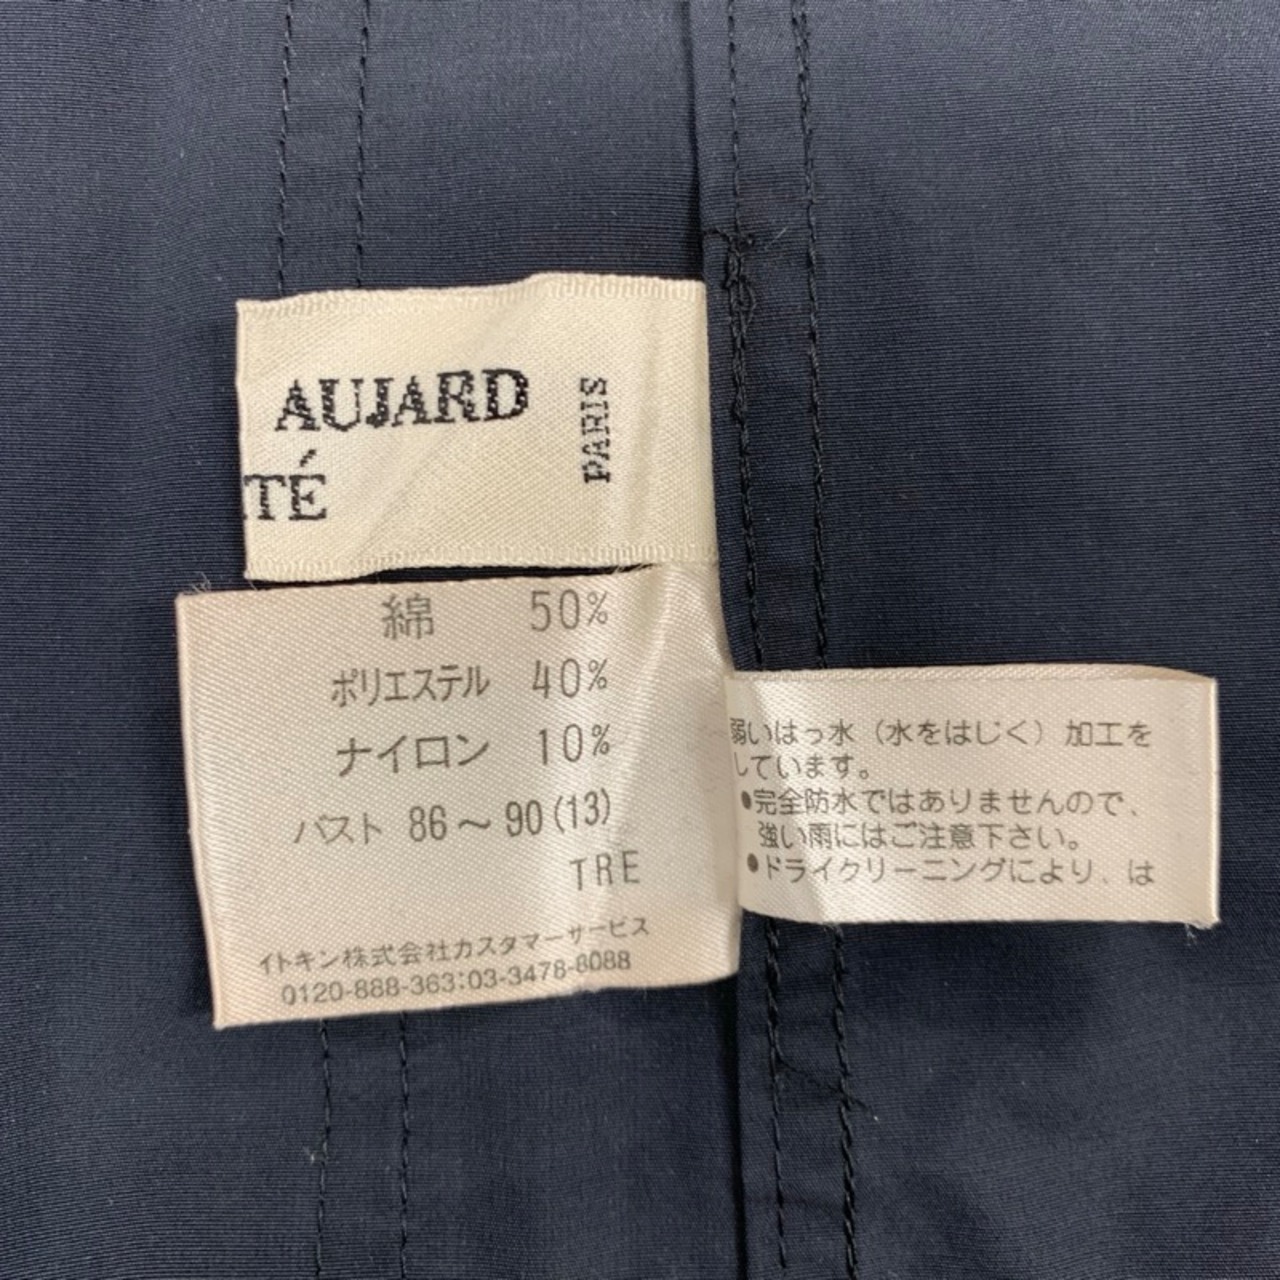 AUJARD
PARIS
TÉ
綿 50%
ポリエステル 40%
ナイロン 10%
バスト 86～90(13)
TRE
イトキン株式会社カスタマーサービス
0120-888-363:03-3478-8088
弱いはっ水（水をはじく）加工を
しています。
●完全防水ではありませんので、
強い雨にはご注意下さい。
●ドライクリーニングにより、は